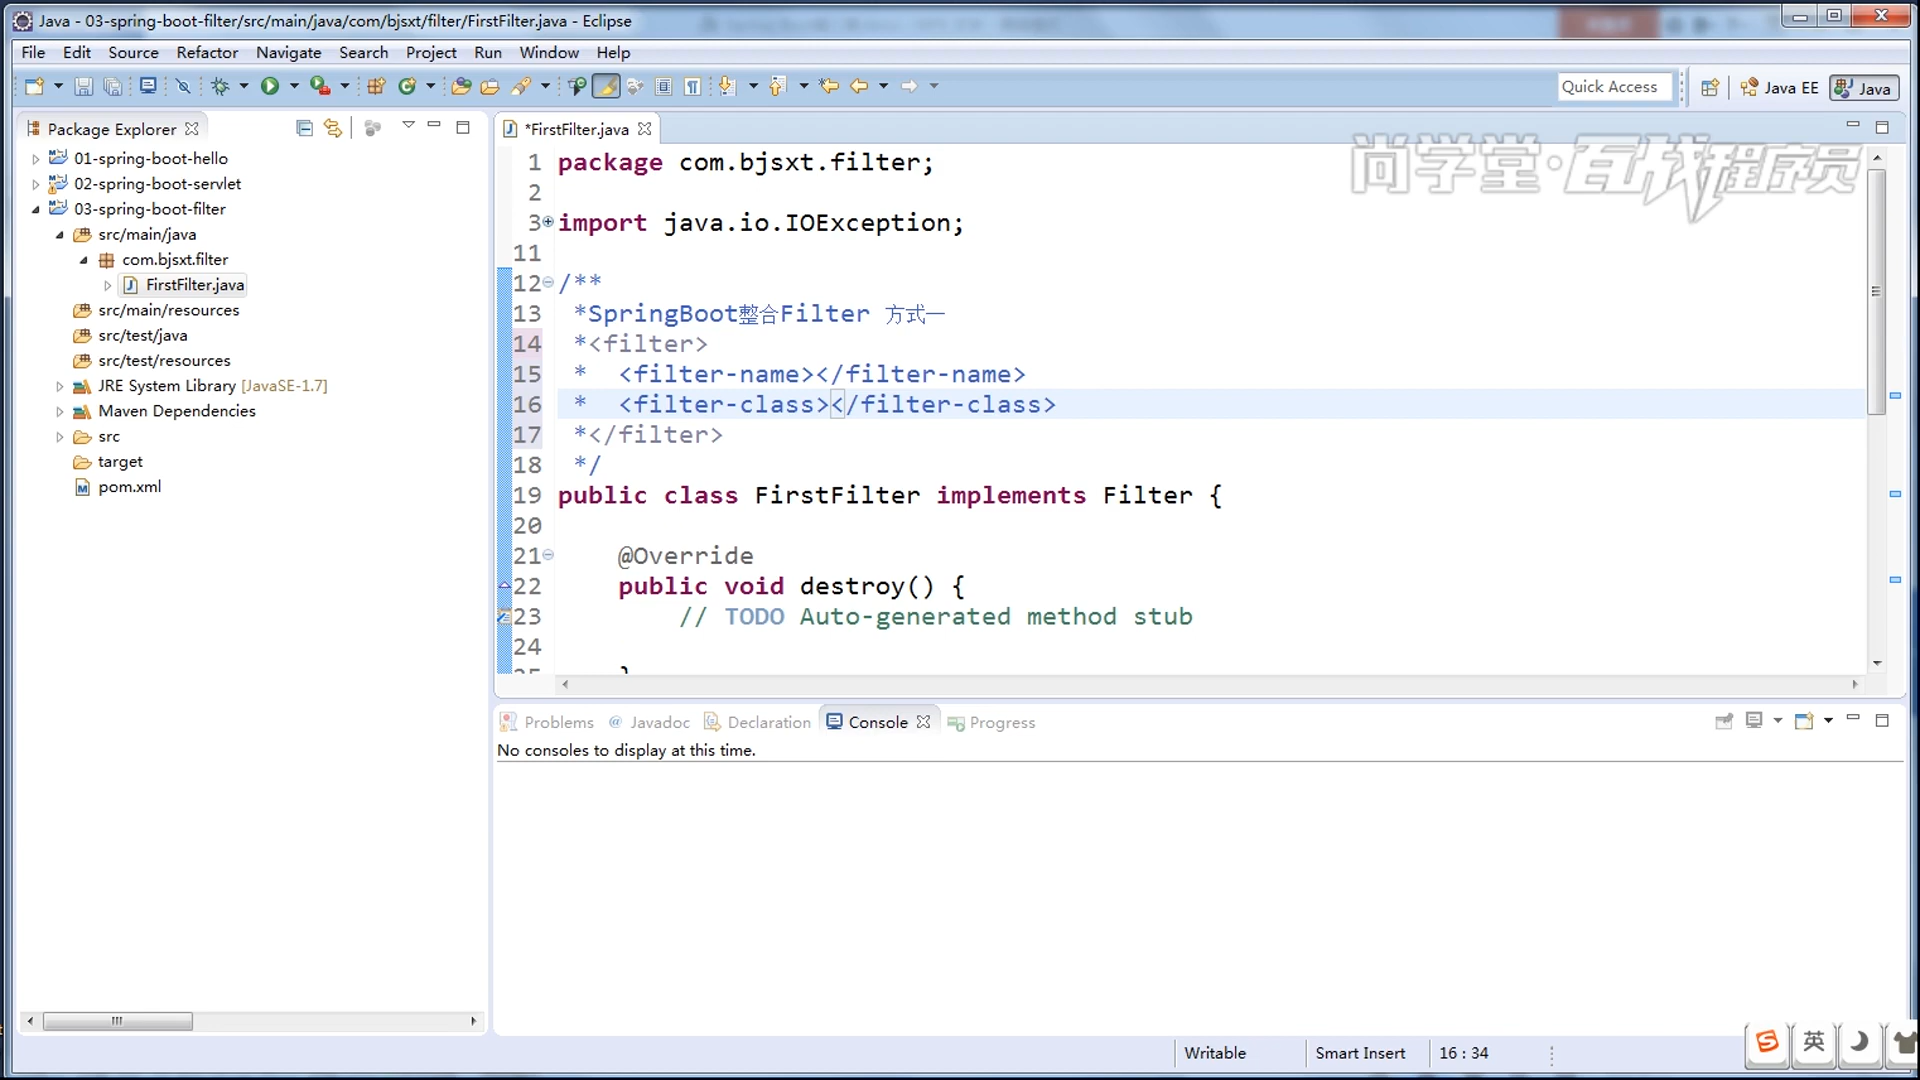 Java - 03-spring-boot-filter/src/main/java/com/bjsxt/filter/FirstFilter.java - Eclipse
File Edit Source Refactor Navigate Search Project Run Window Help
Quick Access
Java EE
Java
Package Explorer
01-spring-boot-hello
02-spring-boot-servlet
03-spring-boot-filter
src/main/java
com.bjsxt.filter
FirstFilter.java
src/main/resources
src/test/java
src/test/resources
JRE System Library [JavaSE-1.7]
Maven Dependencies
src
target
pom.xml
*FirstFilter.java
尚学堂·百战程序员
1 package com.bjsxt.filter;
2
3 import java.io.IOException;
11
12 /**
13 *SpringBoot整合Filter 方式一
14 *<filter>
15 * <filter-name></filter-name>
16 * <filter-class></filter-class>
17 *</filter>
18 */
19 public class FirstFilter implements Filter {
20
21 @Override
22 public void destroy() {
23 // TODO Auto-generated method stub
24
Problems Javadoc Declaration Console Progress
No consoles to display at this time.
Writable Smart Insert 16 : 34
英